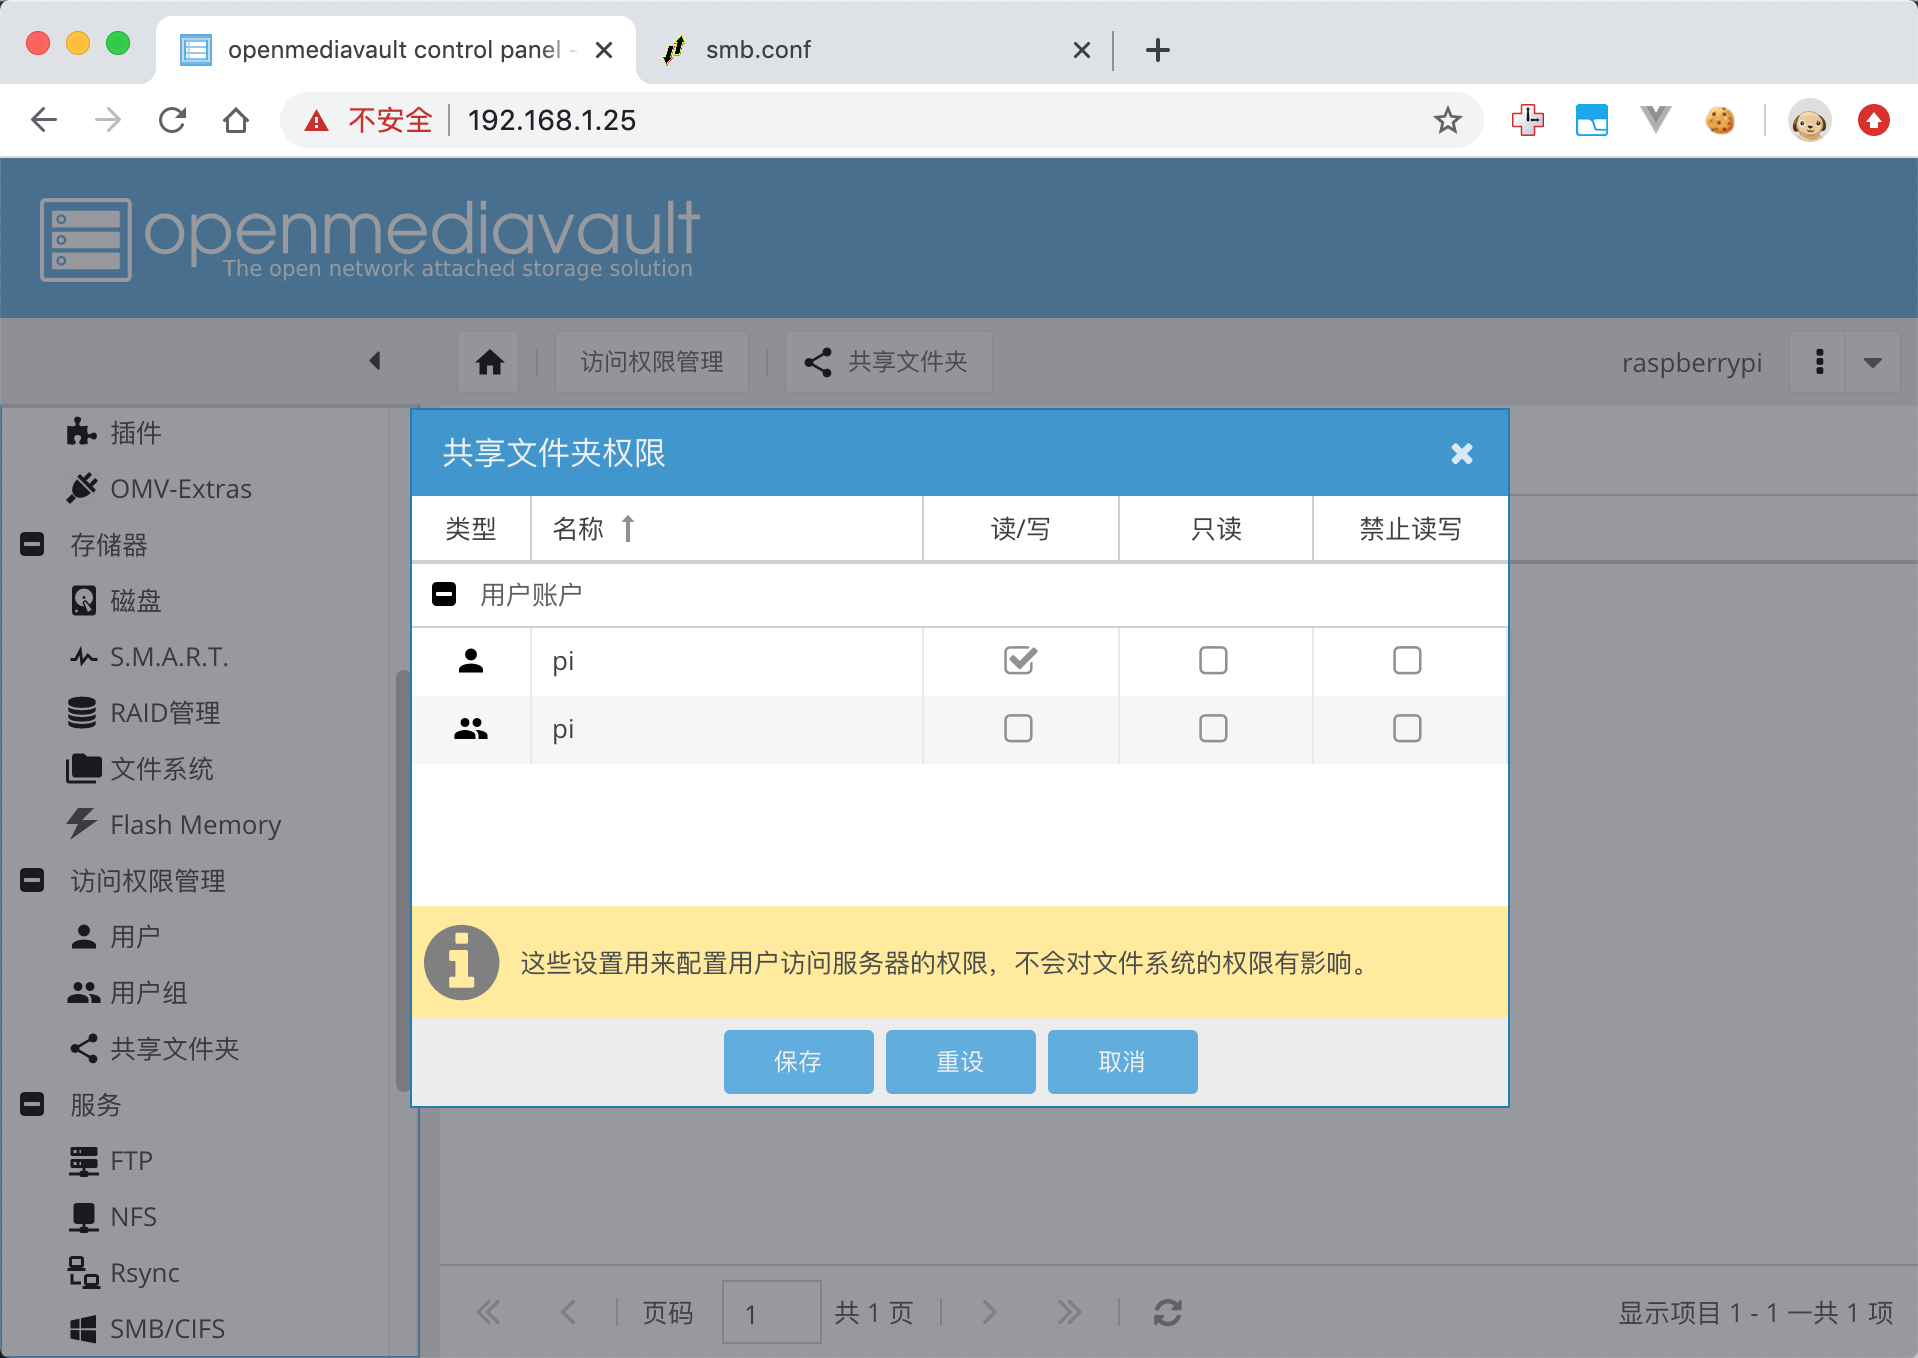 openmediavault control panel -
smb.conf
不安全
192.168.1.25
openmediavault
The open network attached storage solution
访问权限管理
共享文件夹
raspberrypi
插件
OMV-Extras
存储器
磁盘
S.M.A.R.T.
RAID管理
文件系统
Flash Memory
访问权限管理
用户
用户组
共享文件夹
服务
FTP
NFS
Rsync
SMB/CIFS
共享文件夹权限
类型 名称 读/写 只读 禁止读写
用户账户
pi
pi
这些设置用来配置用户访问服务器的权限，不会对文件系统的权限有影响。
保存 重设 取消
页码 1 共 1 页
显示项目 1 - 1 一共 1 项